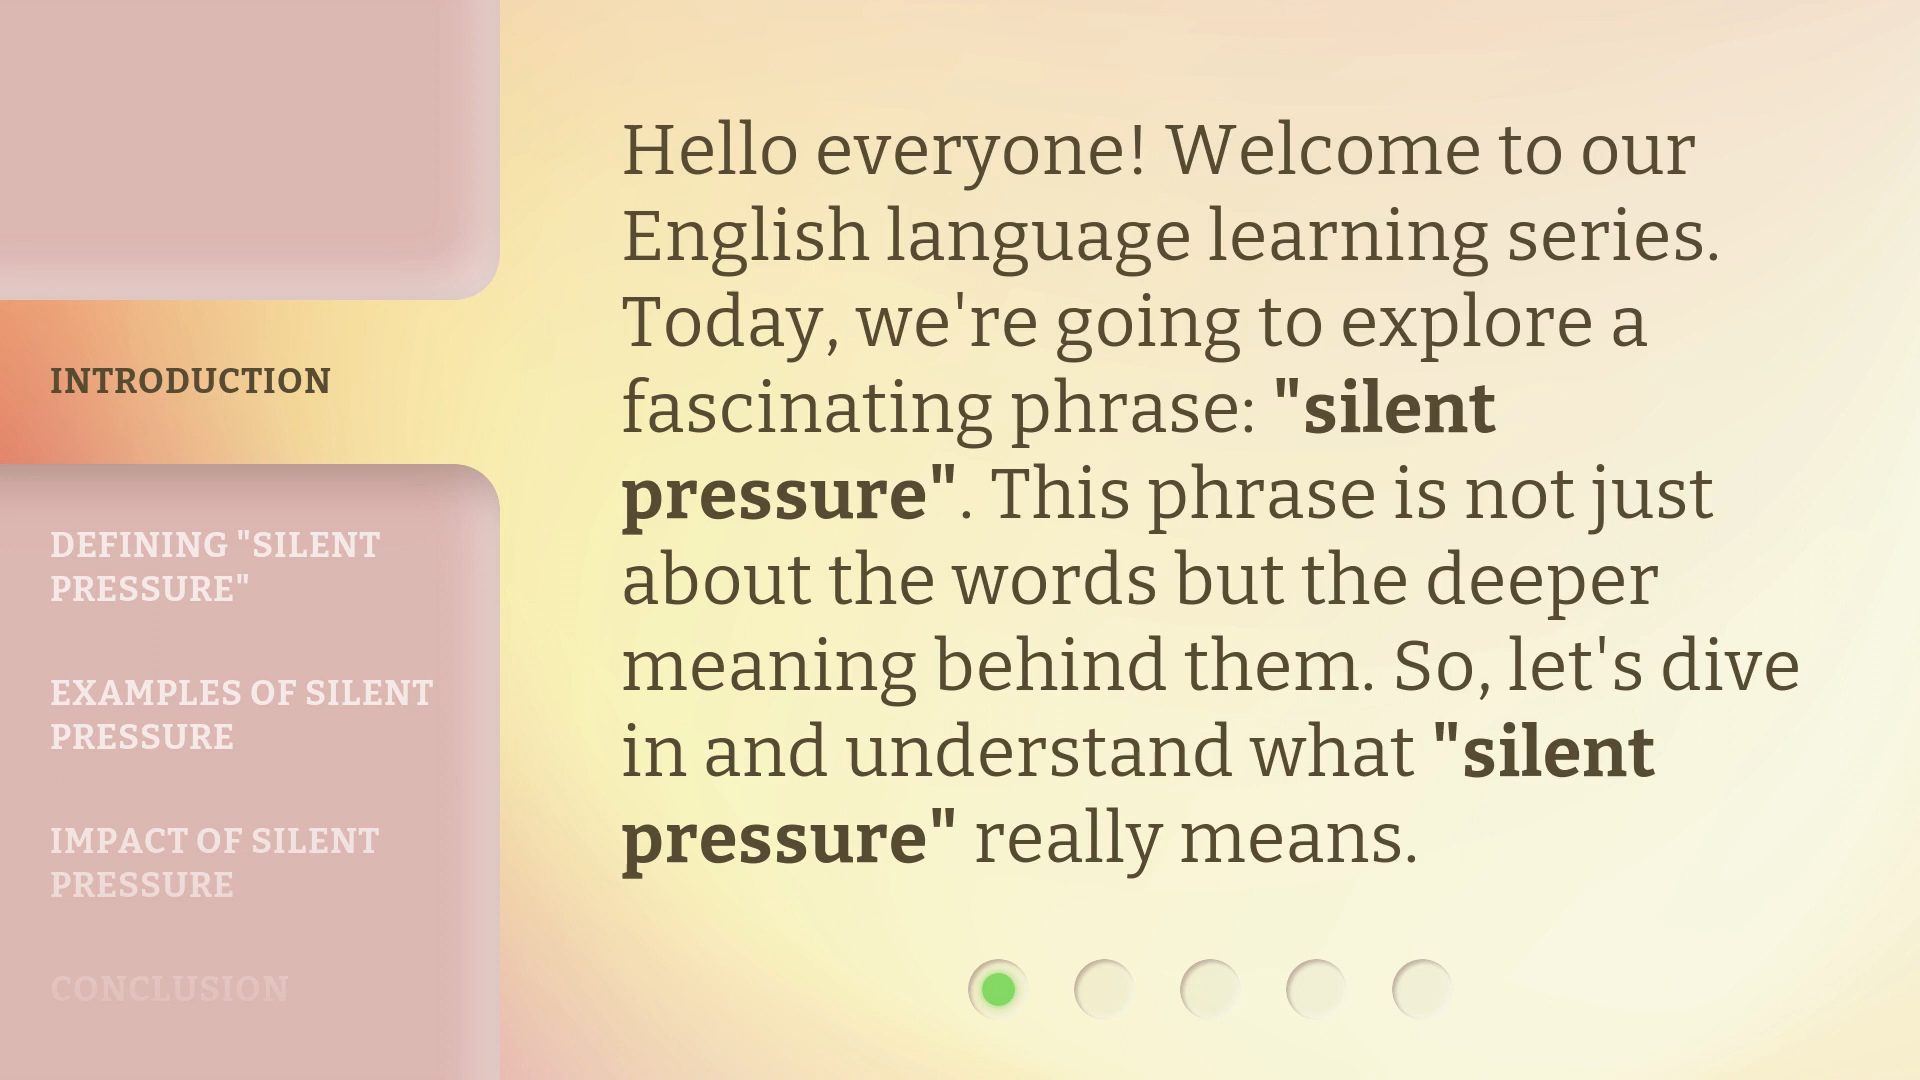 INTRODUCTION
DEFINING "SILENT
PRESSURE"
EXAMPLES OF SILENT
PRESSURE
IMPACT OF SILENT
PRESSURE
CONCLUSION
Hello everyone! Welcome to our
English language learning series.
Today, we're going to explore a
fascinating phrase: "silent
pressure". This phrase is not just
about the words but the deeper
meaning behind them. So, let's dive
in and understand what "silent
pressure" really means.